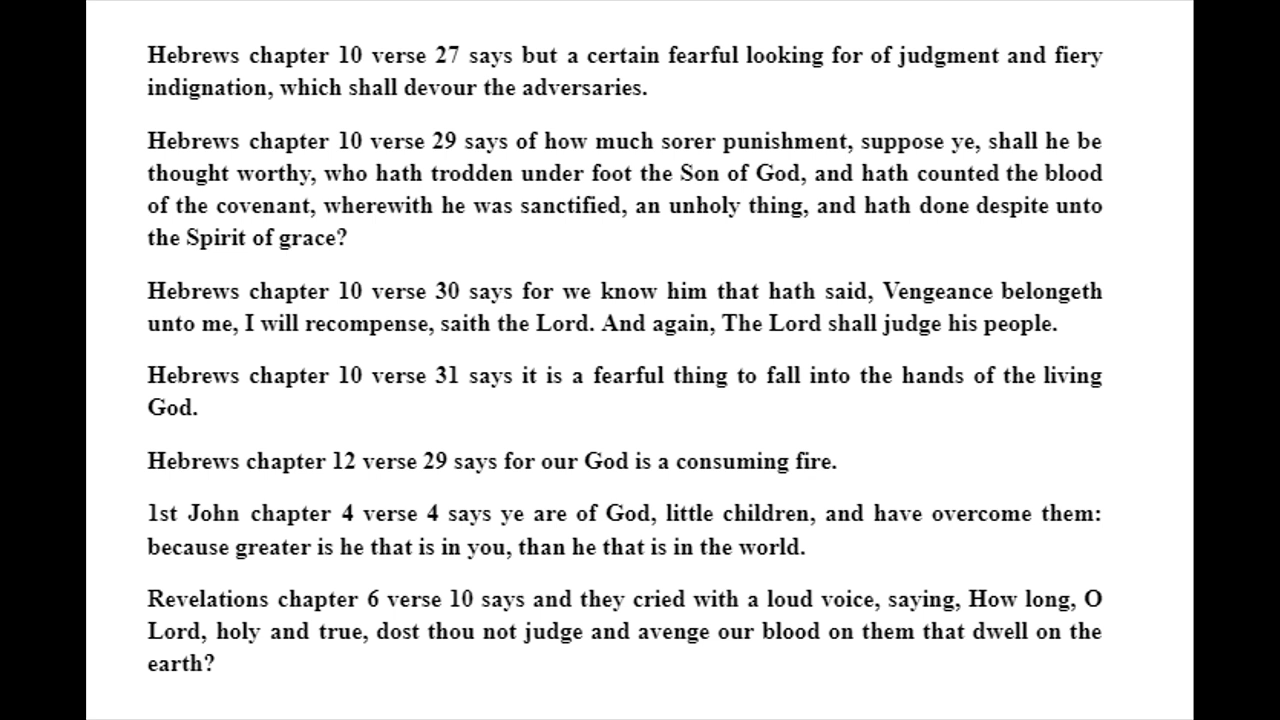 Hebrews chapter 10 verse 27 says but a certain fearful looking for of judgment and fiery
indignation, which shall devour the adversaries.
Hebrews chapter 10 verse 29 says of how much sorer punishment, suppose ye, shall he be
thought worthy, who hath trodden under foot the Son of God, and hath counted the blood
of the covenant, wherewith he was sanctified, an unholy thing, and hath done despite unto
the Spirit of grace?
Hebrews chapter 10 verse 30 says for we know him that hath said, Vengeance belongeth
unto me, I will recompense, saith the Lord. And again, The Lord shall judge his people.
Hebrews chapter 10 verse 31 says it is a fearful thing to fall into the hands of the living
God.
Hebrews chapter 12 verse 29 says for our God is a consuming fire.
1st John chapter 4 verse 4 says ye are of God, little children, and have overcome them:
because greater is he that is in you, than he that is in the world.
Revelations chapter 6 verse 10 says and they cried with a loud voice, saying, How long, O
Lord, holy and true, dost thou not judge and avenge our blood on them that dwell on the
earth?